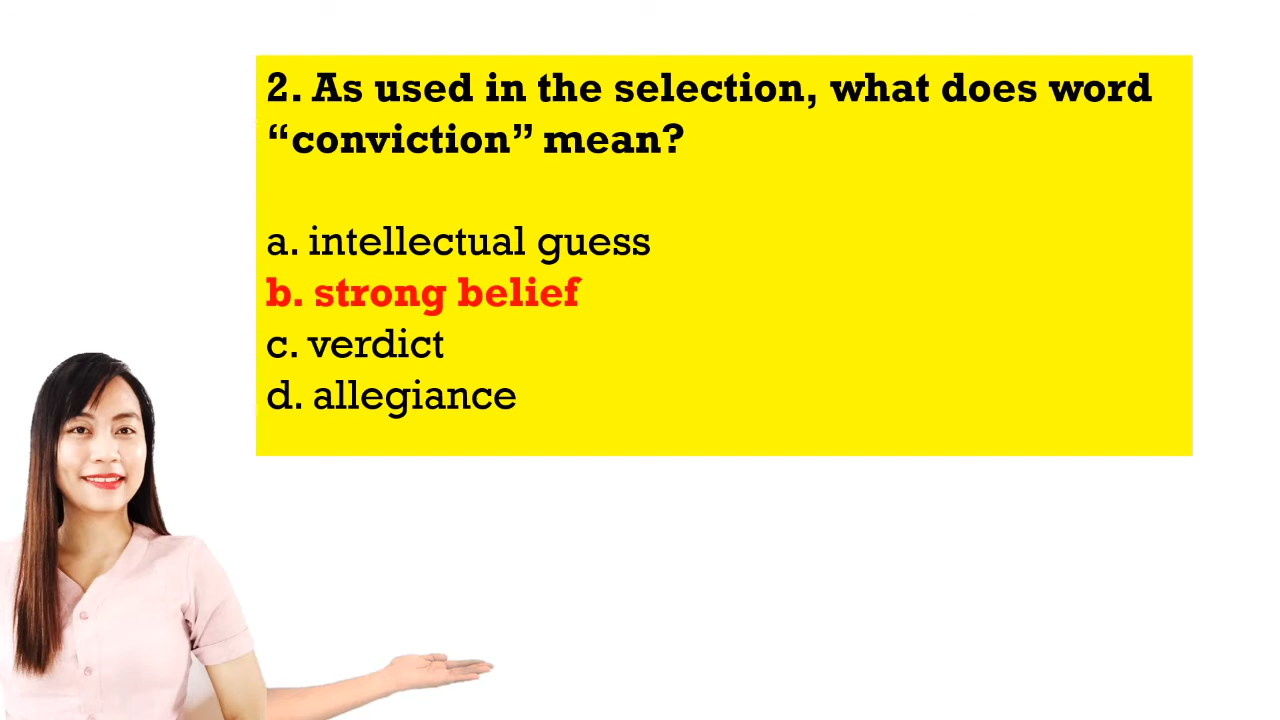 2. As used in the selection, what does word
“conviction” mean?
a. intellectual guess
b. strong belief
c. verdict
d. allegiance